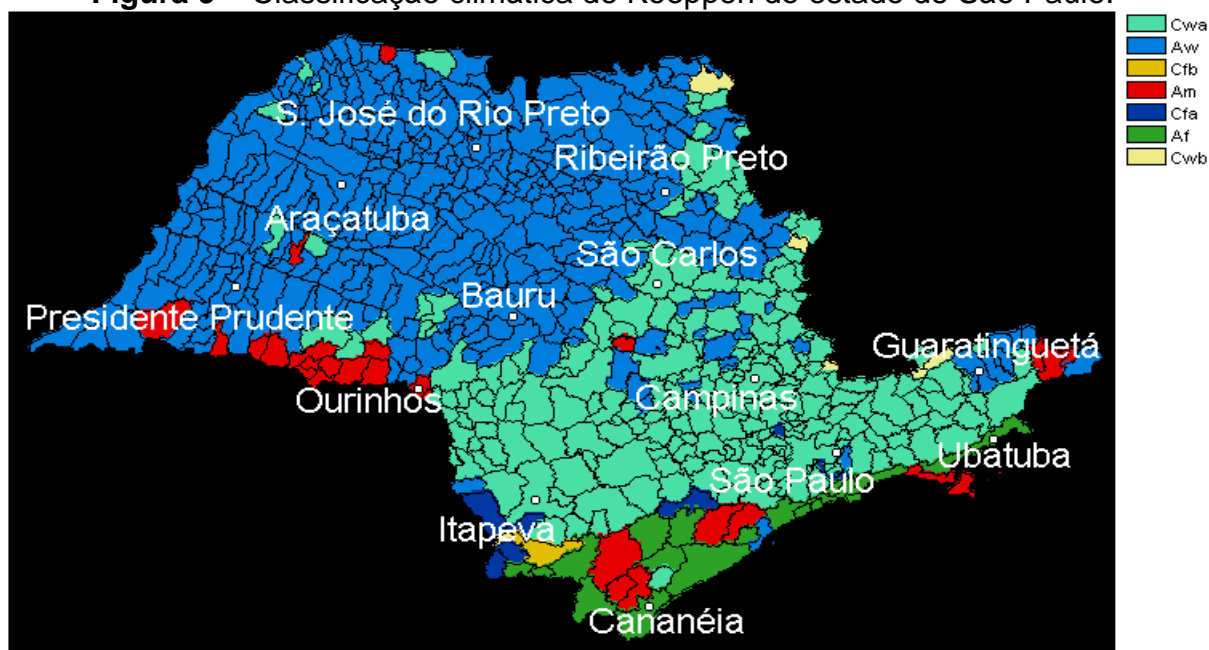 Figura – Classificação climática de Koeppen do estado de São Paulo.
Cwa
Aw
Cfb
Am
Cfa
Af
Cwb
S. José do Rio Preto
Ribeirão Preto
Araçatuba
São Carlos
Bauru
Presidente Prudente
Guaratinguetá
Ourinhos
Campinas
Ubatuba
São Paulo
Itapeva
Cananéia